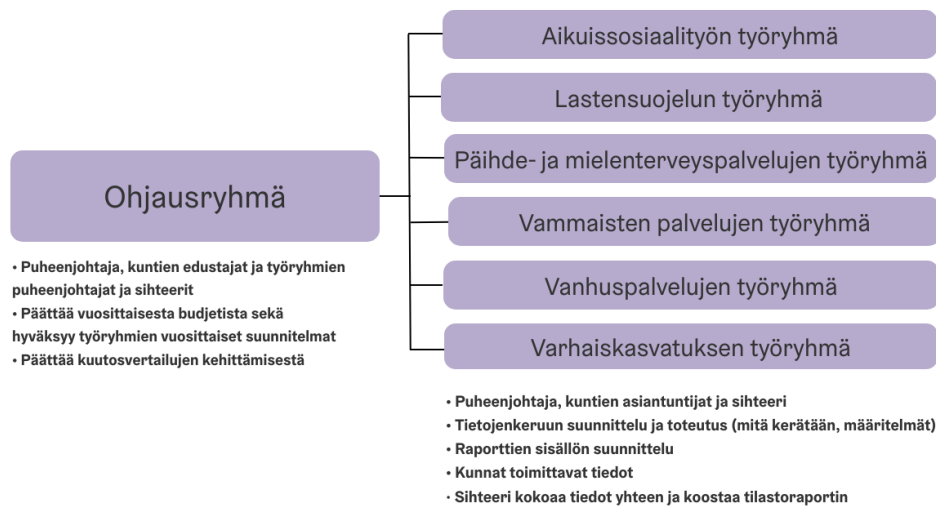 Ohjausryhmä
• Puheenjohtaja, kuntien edustajat ja työryhmien
puheenjohtajat ja sihteerit
• Päättää vuosittaisesta budjetista sekä
hyväksyy työryhmien vuosittaiset suunnitelmat
• Päättää kuutosvertailujen kehittämisestä
Aikuissosiaalityön työryhmä
Lastensuojelun työryhmä
Päihde- ja mielenterveyspalvelujen työryhmä
Vammaisten palvelujen työryhmä
Vanhuspalvelujen työryhmä
Varhaiskasvatuksen työryhmä
• Puheenjohtaja, kuntien asiantuntijat ja sihteeri
• Tietojenkeruun suunnittelu ja toteutus (mitä kerätään, määritelmät)
• Raporttien sisällön suunnittelu
• Kunnat toimittavat tiedot
· Sihteeri kokoaa tiedot yhteen ja koostaa tilastoraportin